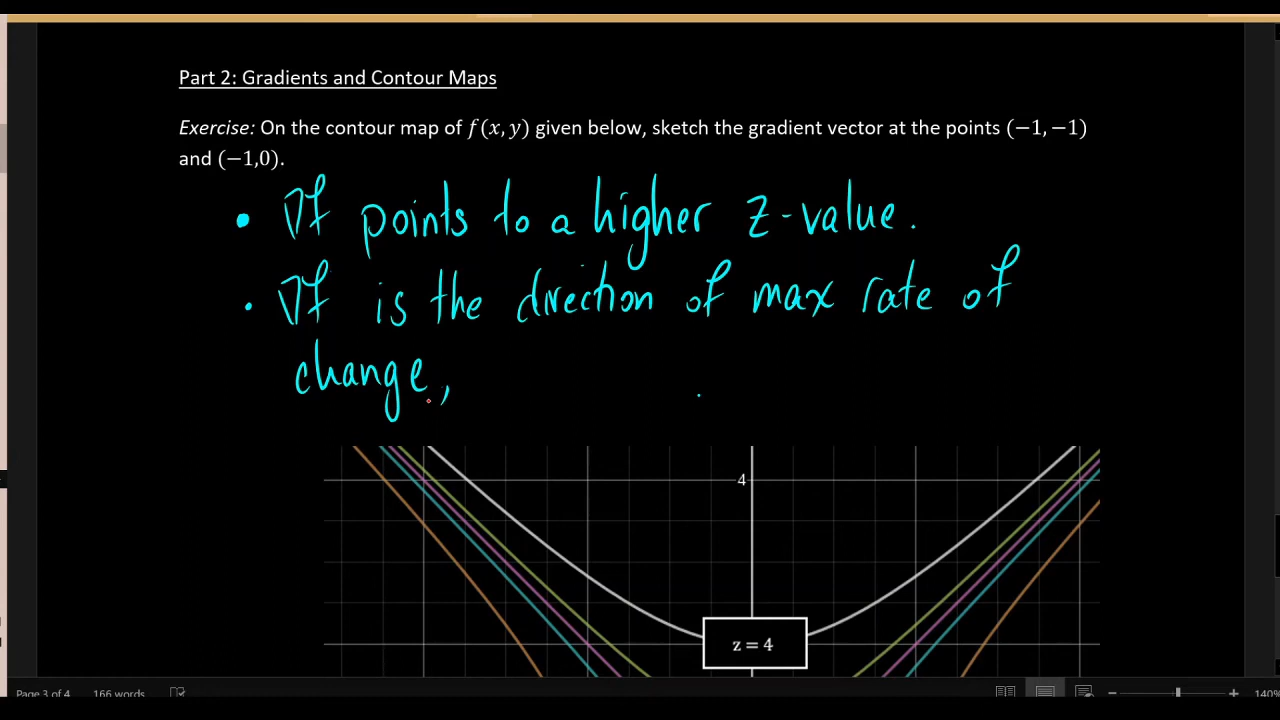 Part 2: Gradients and Contour Maps
Exercise: On the contour map of f(x, y) given below, sketch the gradient vector at the points (−1, −1)
and (−1,0).
• ∇f points to a higher z-value.
• ∇f is the direction of max rate of
change,
4
z = 4
Page 3 of 4 166 words 140%